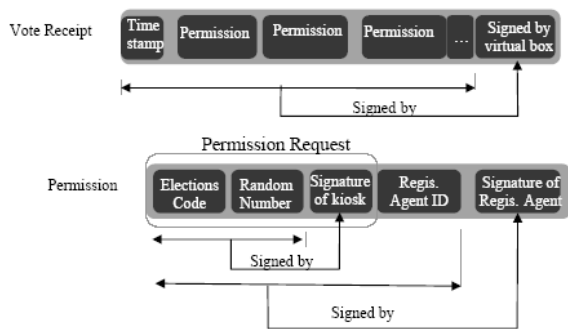 Vote Receipt
Time stamp
Permission
Permission
Permission
...
Signed by virtual box
Signed by
Permission Request
Permission
Elections Code
Random Number
Signature of kiosk
Regis. Agent ID
Signature of Regis. Agent
Signed by
Signed by